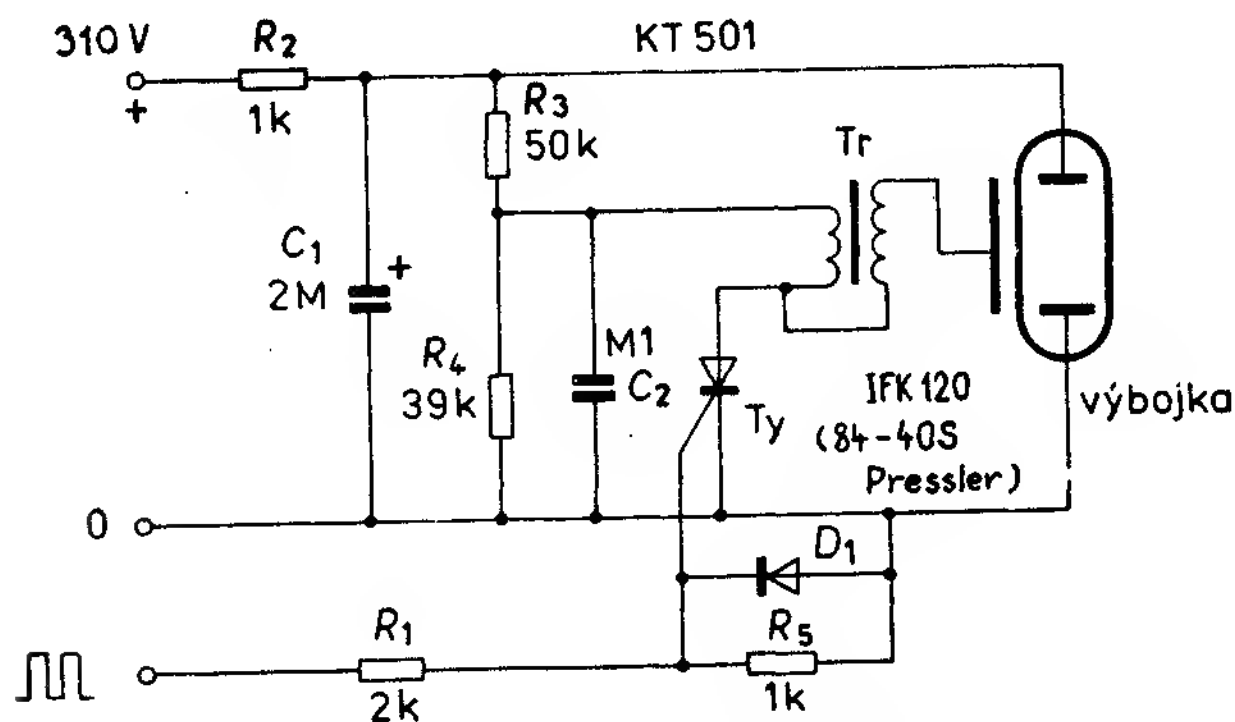 310 V
R2
KT 501
+
1k
R3
50k
Tr
C1
+
2M
R4
39k
M1
C2
Ty
IFK 120
(84-40S
Pressler)
výbojka
0
D1
R1
2k
R5
1k